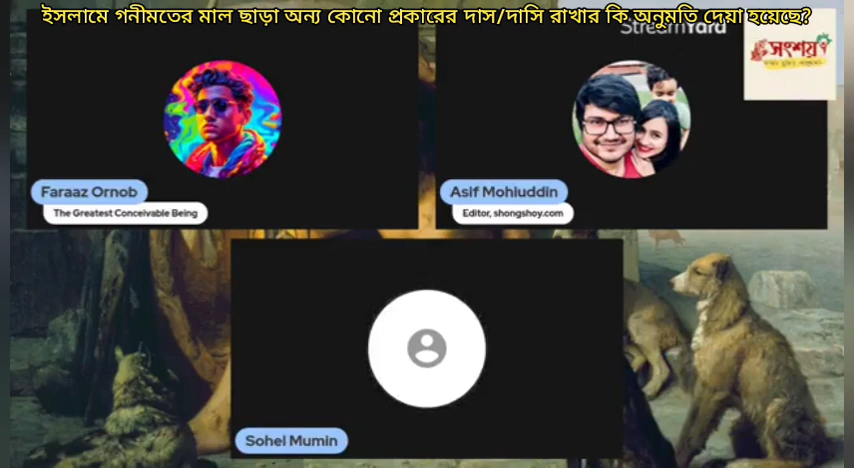 ইসলামে গনীমতের মাল ছাড়া অন্য কোনো প্রকারের দাস/দাসি রাখার কি অনুমতি দেয়া হয়েছে?
StreamYard
সংশয়
Faraaz Ornob
The Greatest Conceivable Being
Asif Mohiuddin
Editor, shongshoy.com
Sohel Mumin